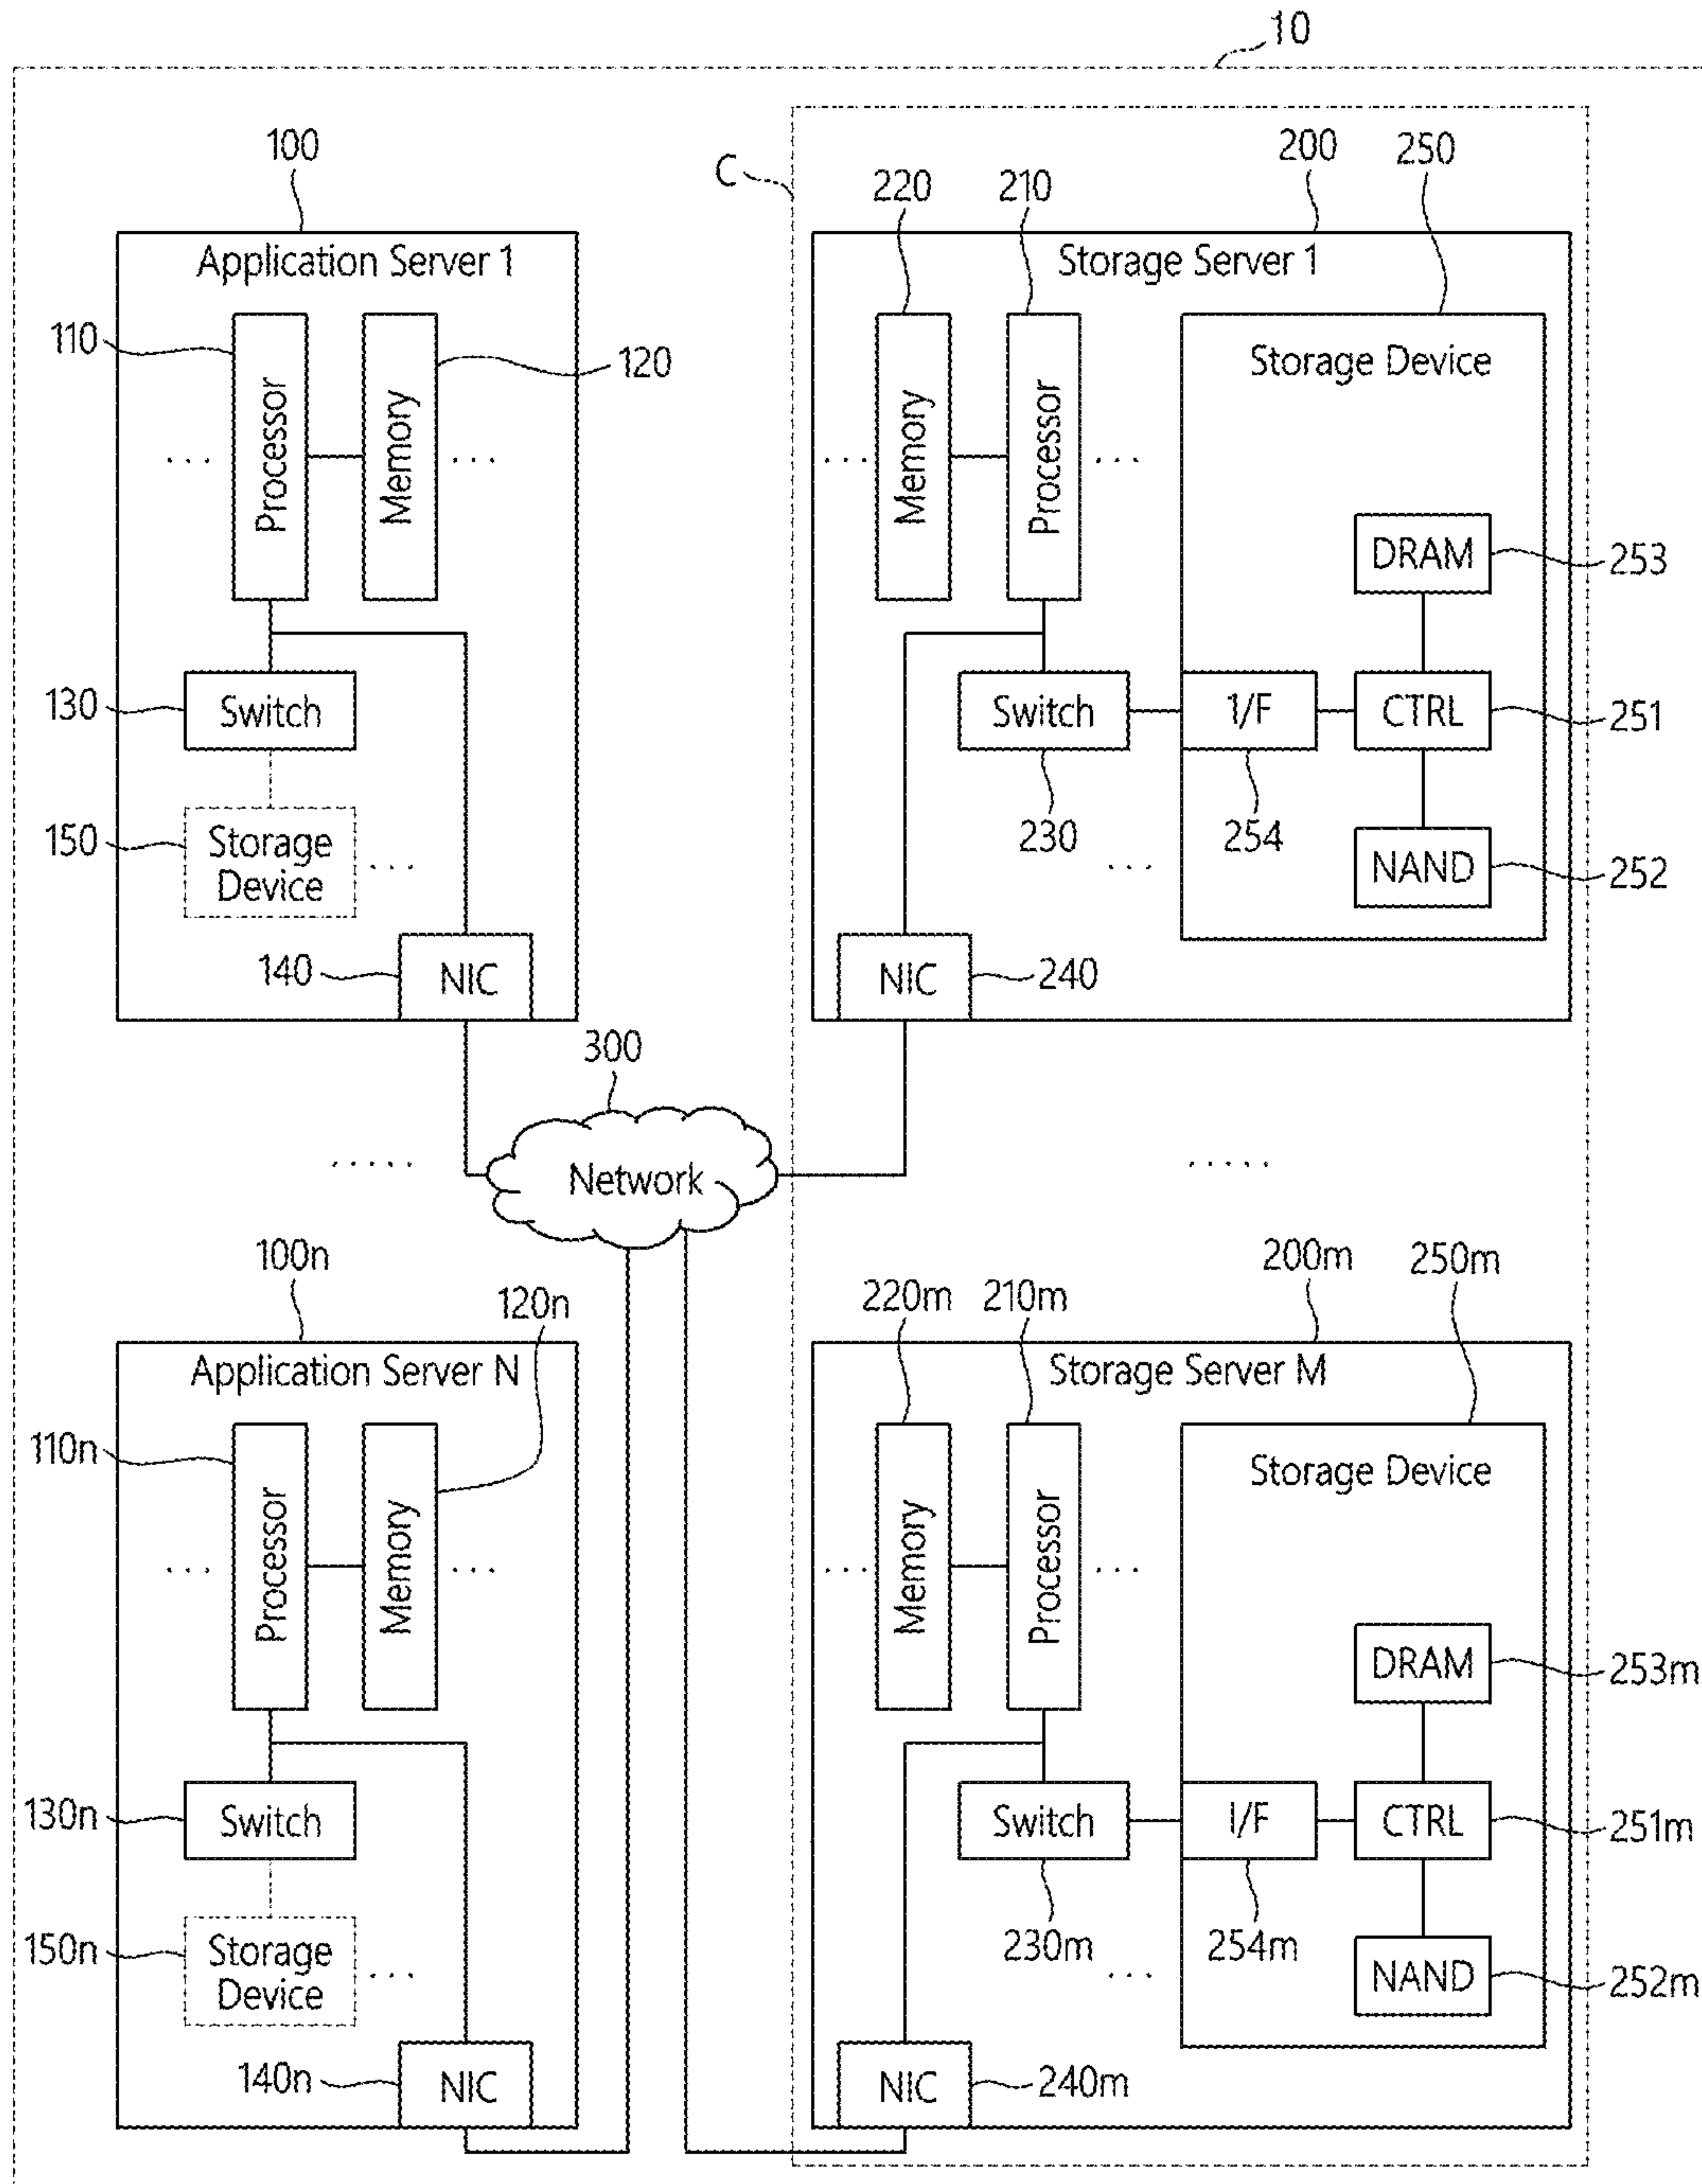 10
100
Application Server 1
110
Processor
Memory
120
...
...
130
Switch
150
Storage
Device
...
140
NIC
C
220
210
200
250
Storage Server 1
...
Memory
Processor
...
Storage Device
DRAM
253
Switch
1/F
CTRL
251
230
254
...
NAND
252
NIC
240
300
Network
.....
.....
100n
120n
Application Server N
110n
Processor
Memory
...
...
130n
Switch
150n
Storage
Device
...
140n
NIC
220m
210m
200m
250m
Storage Server M
...
Memory
Processor
...
Storage Device
DRAM
253m
Switch
I/F
CTRL
251m
230m
254m
...
NAND
252m
NIC
240m